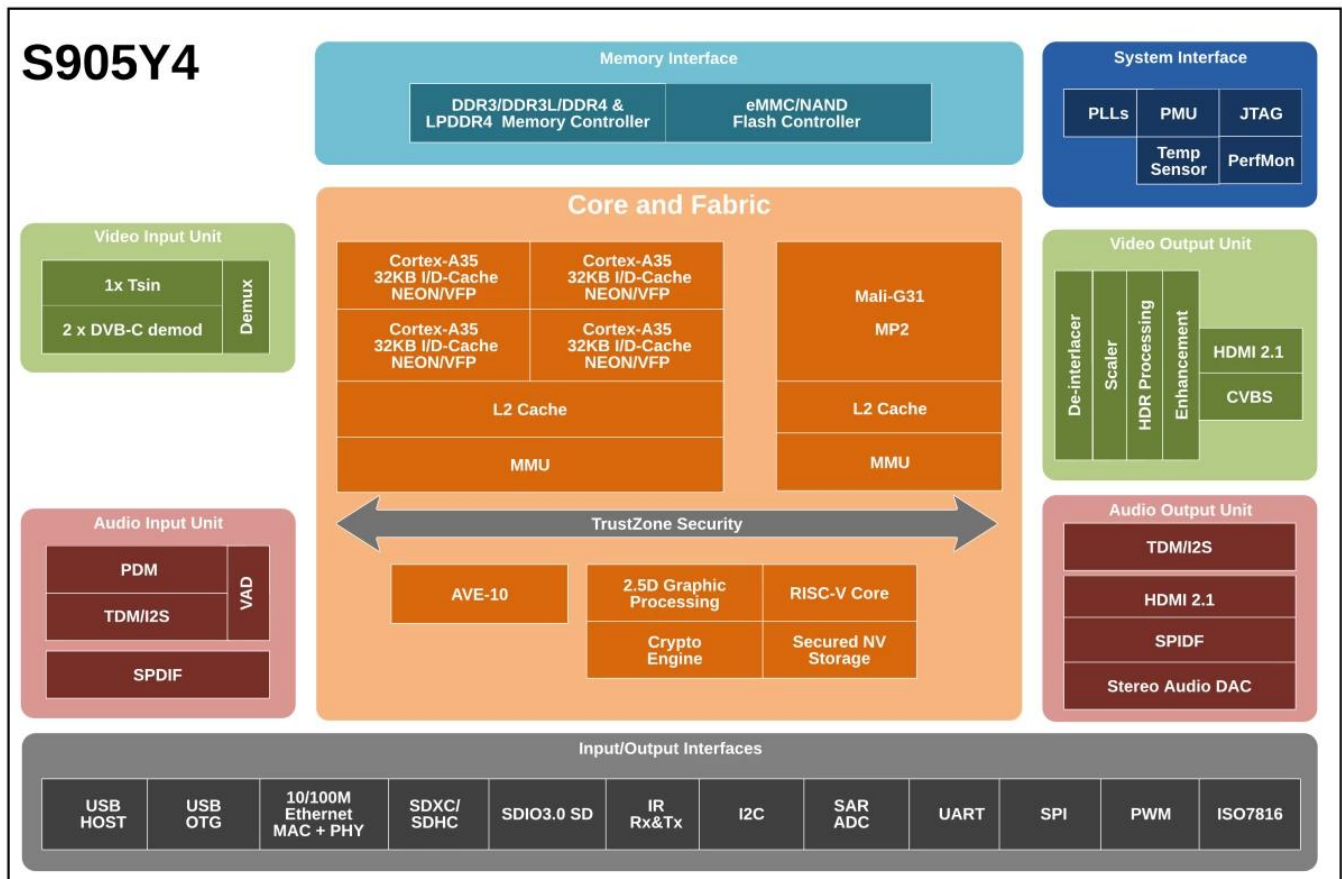 S905Y4
Memory Interface
DDR3/DDR3L/DDR4 &
LPDDR4 Memory Controller
eMMC/NAND
Flash Controller
System Interface
PLLs
PMU
JTAG
Temp
Sensor
PerfMon
Video Input Unit
1x Tsin
2 x DVB-C demod
Demux
Core and Fabric
Cortex-A35
32KB I/D-Cache
NEON/VFP
Cortex-A35
32KB I/D-Cache
NEON/VFP
Cortex-A35
32KB I/D-Cache
NEON/VFP
Cortex-A35
32KB I/D-Cache
NEON/VFP
L2 Cache
MMU
Mali-G31
MP2
L2 Cache
MMU
TrustZone Security
AVE-10
2.5D Graphic
Processing
RISC-V Core
Crypto
Engine
Secured NV
Storage
Video Output Unit
De-interlacer
Scaler
HDR Processing
Enhancement
HDMI 2.1
CVBS
Audio Input Unit
PDM
TDM/I2S
VAD
SPDIF
Audio Output Unit
TDM/I2S
HDMI 2.1
SPIDF
Stereo Audio DAC
Input/Output Interfaces
USB
HOST
USB
OTG
10/100M
Ethernet
MAC + PHY
SDXC/
SDHC
SDIO3.0 SD
IR
Rx&Tx
I2C
SAR
ADC
UART
SPI
PWM
ISO7816